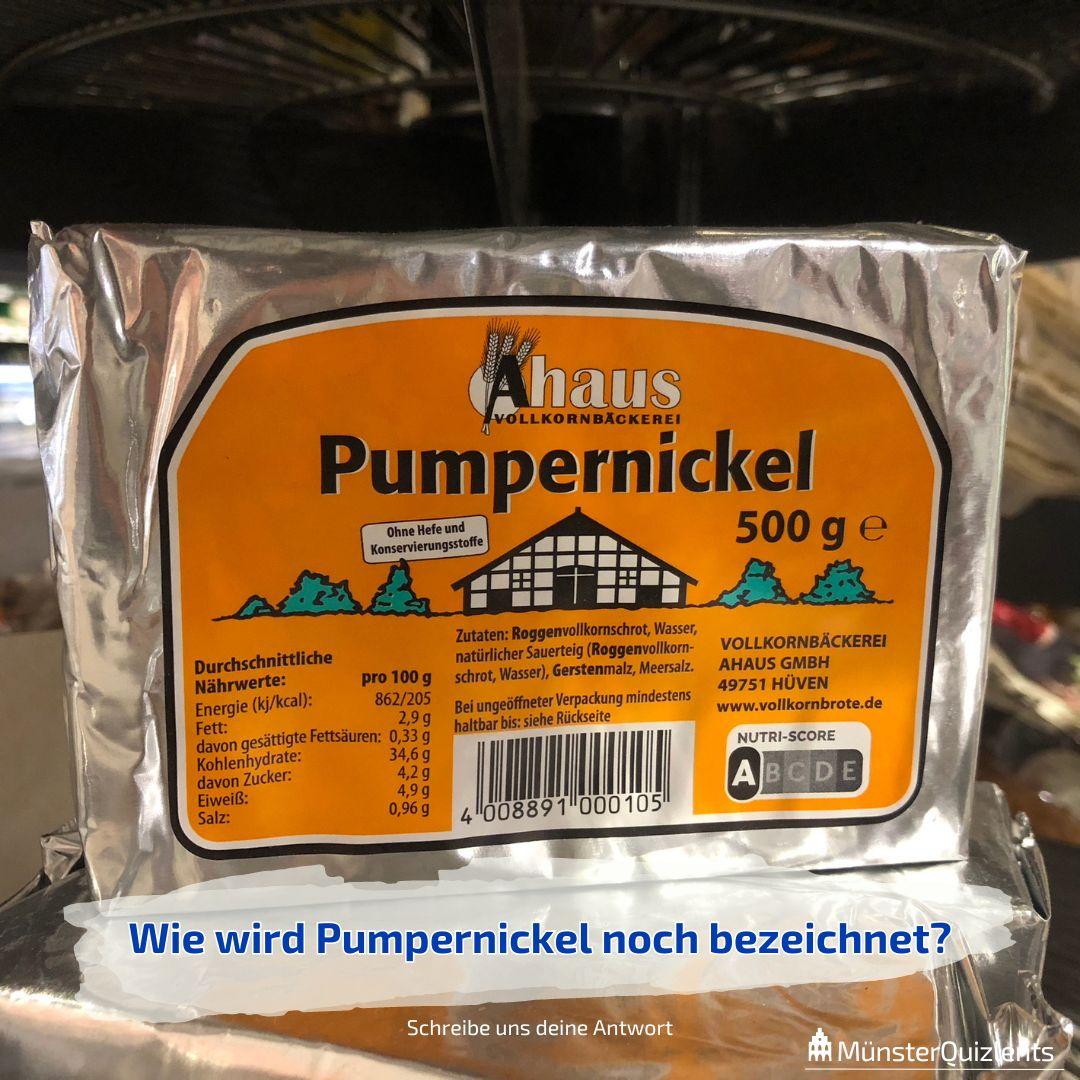 Ahaus
VOLLKORNBÄCKEREI
Pumpernickel
500 g e
Ohne Hefe und
Konservierungsstoffe
Durchschnittliche
Nährwerte: pro 100 g
Energie (kj/kcal): 862/205
Fett: 2,9 g
davon gesättigte Fettsäuren: 0,33 g
Kohlenhydrate: 34,6 g
davon Zucker: 4,2 g
Eiweiß: 4,9 g
Salz: 0,96 g
Zutaten: Roggenvollkornschrot, Wasser,
natürlicher Sauerteig (Roggenvollkorn-
schrot, Wasser), Gerstenmalz, Meersalz.
Bei ungeöffneter Verpackung mindestens
haltbar bis: siehe Rückseite
4 008891 000105
VOLLKORNBÄCKEREI
AHAUS GMBH
49751 HÜVEN
www.vollkornbrote.de
NUTRI-SCORE
A B C D E
Wie wird Pumpernickel noch bezeichnet?
Schreibe uns deine Antwort
MünsterQuizIents